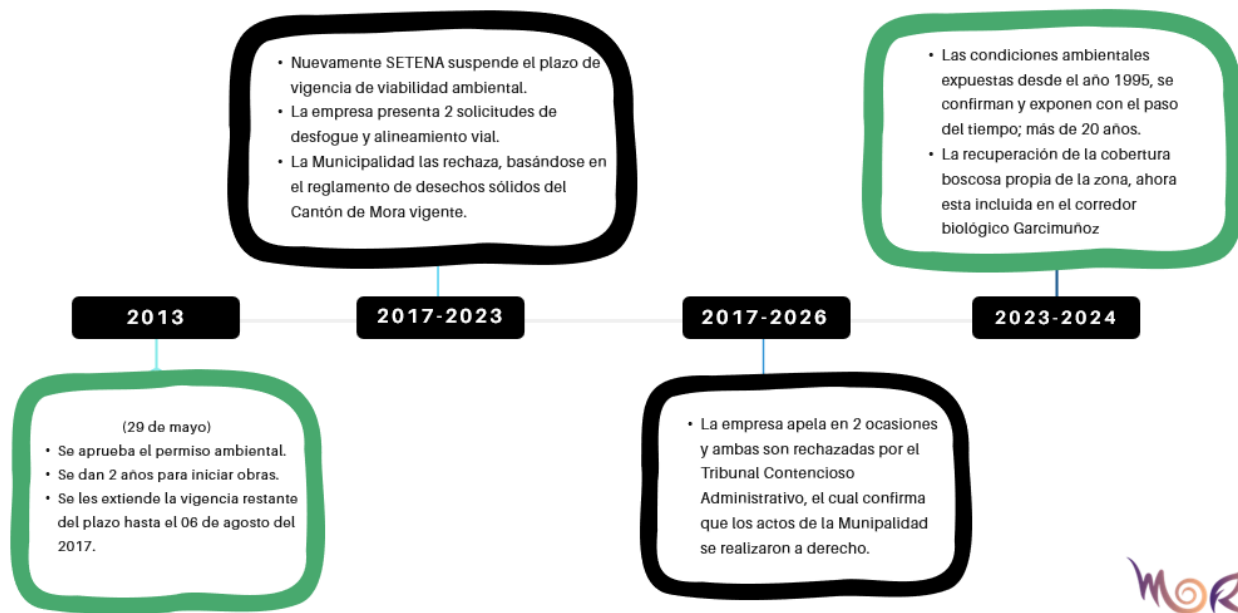 • Nuevamente SETENA suspende el plazo de
vigencia de viabilidad ambiental.
• La empresa presenta 2 solicitudes de
desfogue y alineamiento vial.
• La Municipalidad las rechaza, basándose en
el reglamento de desechos sólidos del
Cantón de Mora vigente.
• Las condiciones ambientales
expuestas desde el año 1995, se
confirman y exponen con el paso
del tiempo; más de 20 años.
• La recuperación de la cobertura
boscosa propia de la zona, ahora
esta incluida en el corredor
biológico Garcimuñoz
2013
2017-2023
2017-2026
2023-2024
(29 de mayo)
• Se aprueba el permiso ambiental.
• Se dan 2 años para iniciar obras.
• Se les extiende la vigencia restante
del plazo hasta el 06 de agosto del
2017.
• La empresa apela en 2 ocasiones
y ambas son rechazadas por el
Tribunal Contencioso
Administrativo, el cual confirma
que los actos de la Munipalidad
se realizaron a derecho.